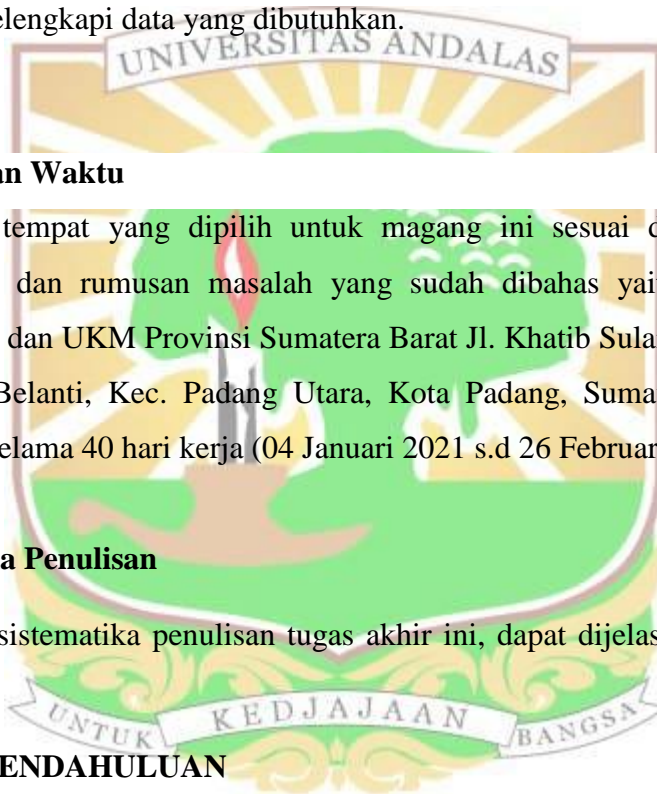 elengkapi data yang dibutuhkan.
UNIVERSITAS ANDALAS
an Waktu
tempat yang dipilih untuk magang ini sesuai d
dan rumusan masalah yang sudah dibahas yai
dan UKM Provinsi Sumatera Barat Jl. Khatib Sula
Belanti, Kec. Padang Utara, Kota Padang, Suma
elama 40 hari kerja (04 Januari 2021 s.d 26 Februar
a Penulisan
sistematika penulisan tugas akhir ini, dapat dijelas
UNTUK KEDJAJAAN BANGSA
ENDAHULUAN